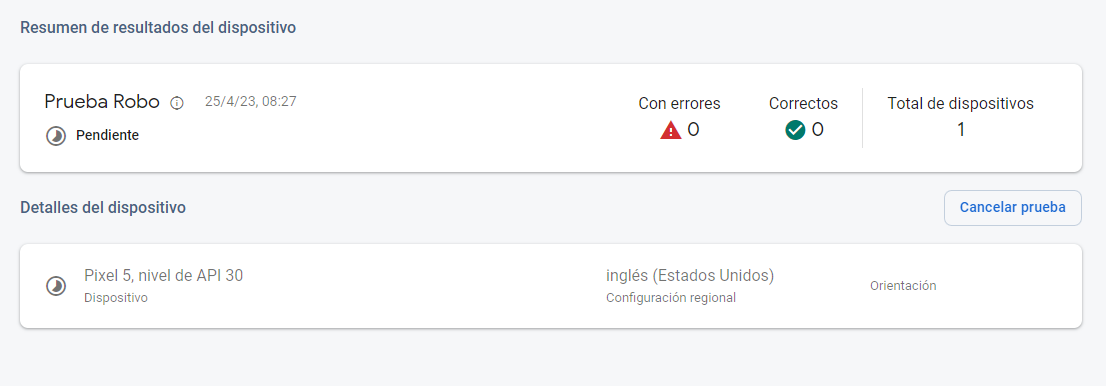 Resumen de resultados del dispositivo
Prueba Robo 25/4/23, 08:27
Pendiente
Con errores
0
Correctos
0
Total de dispositivos
1
Detalles del dispositivo
Cancelar prueba
Pixel 5, nivel de API 30
Dispositivo
inglés (Estados Unidos)
Configuración regional
Orientación